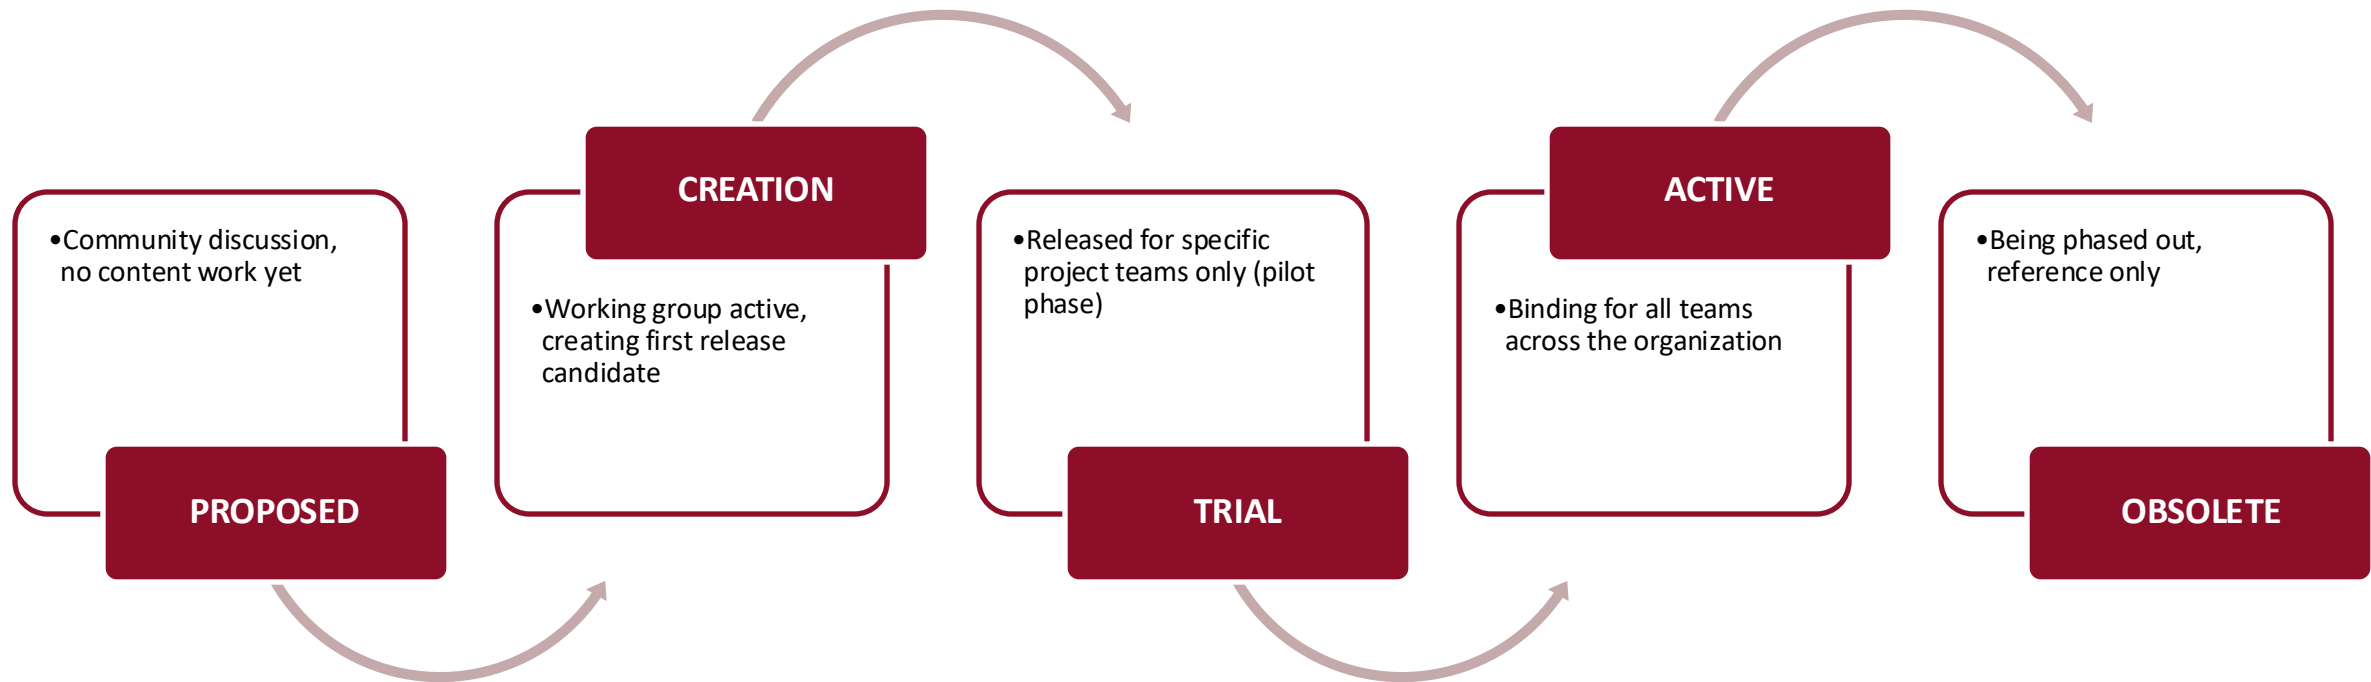 •Community discussion,
no content work yet
PROPOSED
CREATION
•Working group active,
creating first release
candidate
•Released for specific
project teams only (pilot
phase)
TRIAL
ACTIVE
•Binding for all teams
across the organization
•Being phased out,
reference only
OBSOLETE